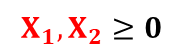 X₁, X₂ ≥ 0